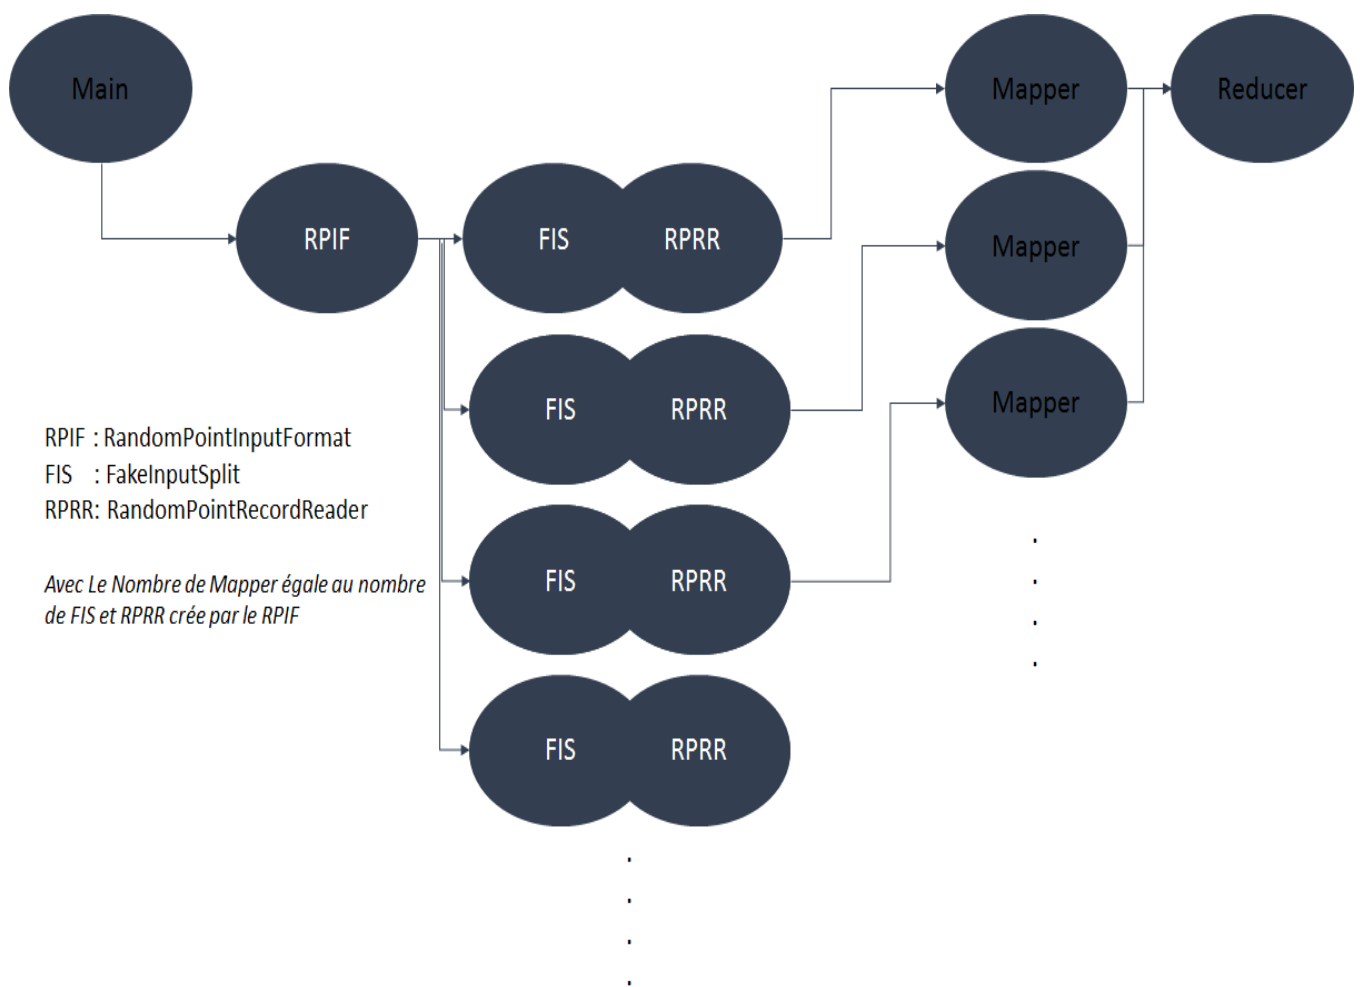 Main
Mapper
Reducer
RPIF
FIS
RPRR
Mapper
FIS
RPRR
Mapper
RPIF : RandomPointInputFormat
FIS : FakeInputSplit
RPRR: RandomPointRecordReader
FIS
RPRR
Avec Le Nombre de Mapper égale au nombre
de FIS et RPRR crée par le RPIF
FIS
RPRR